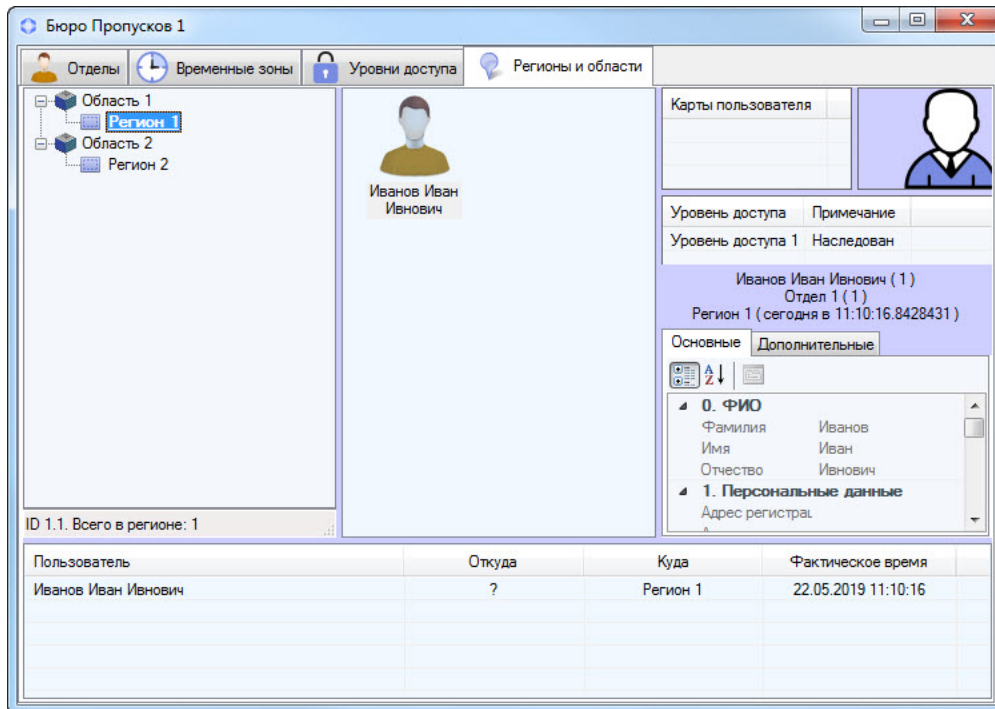 Бюро Пропусков 1
Отделы
Временные зоны
Уровни доступа
Регионы и области
Область 1
Регион 1
Область 2
Регион 2
ID 1.1. Всего в регионе: 1
Иванов Иван
Ивнович
Карты пользователя
Уровень доступа Примечание
Уровень доступа 1 Наследован
Иванов Иван Ивнович ( 1 )
Отдел 1 ( 1 )
Регион 1 ( сегодня в 11:10:16.8428431 )
Основные Дополнительные
0. ФИО
Фамилия Иванов
Имя Иван
Отчество Ивнович
1. Персональные данные
Адрес регистрац
Пользователь Откуда Куда Фактическое время
Иванов Иван Ивнович ? Регион 1 22.05.2019 11:10:16